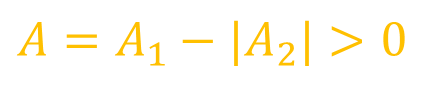 A = A₁ − |A₂| > 0